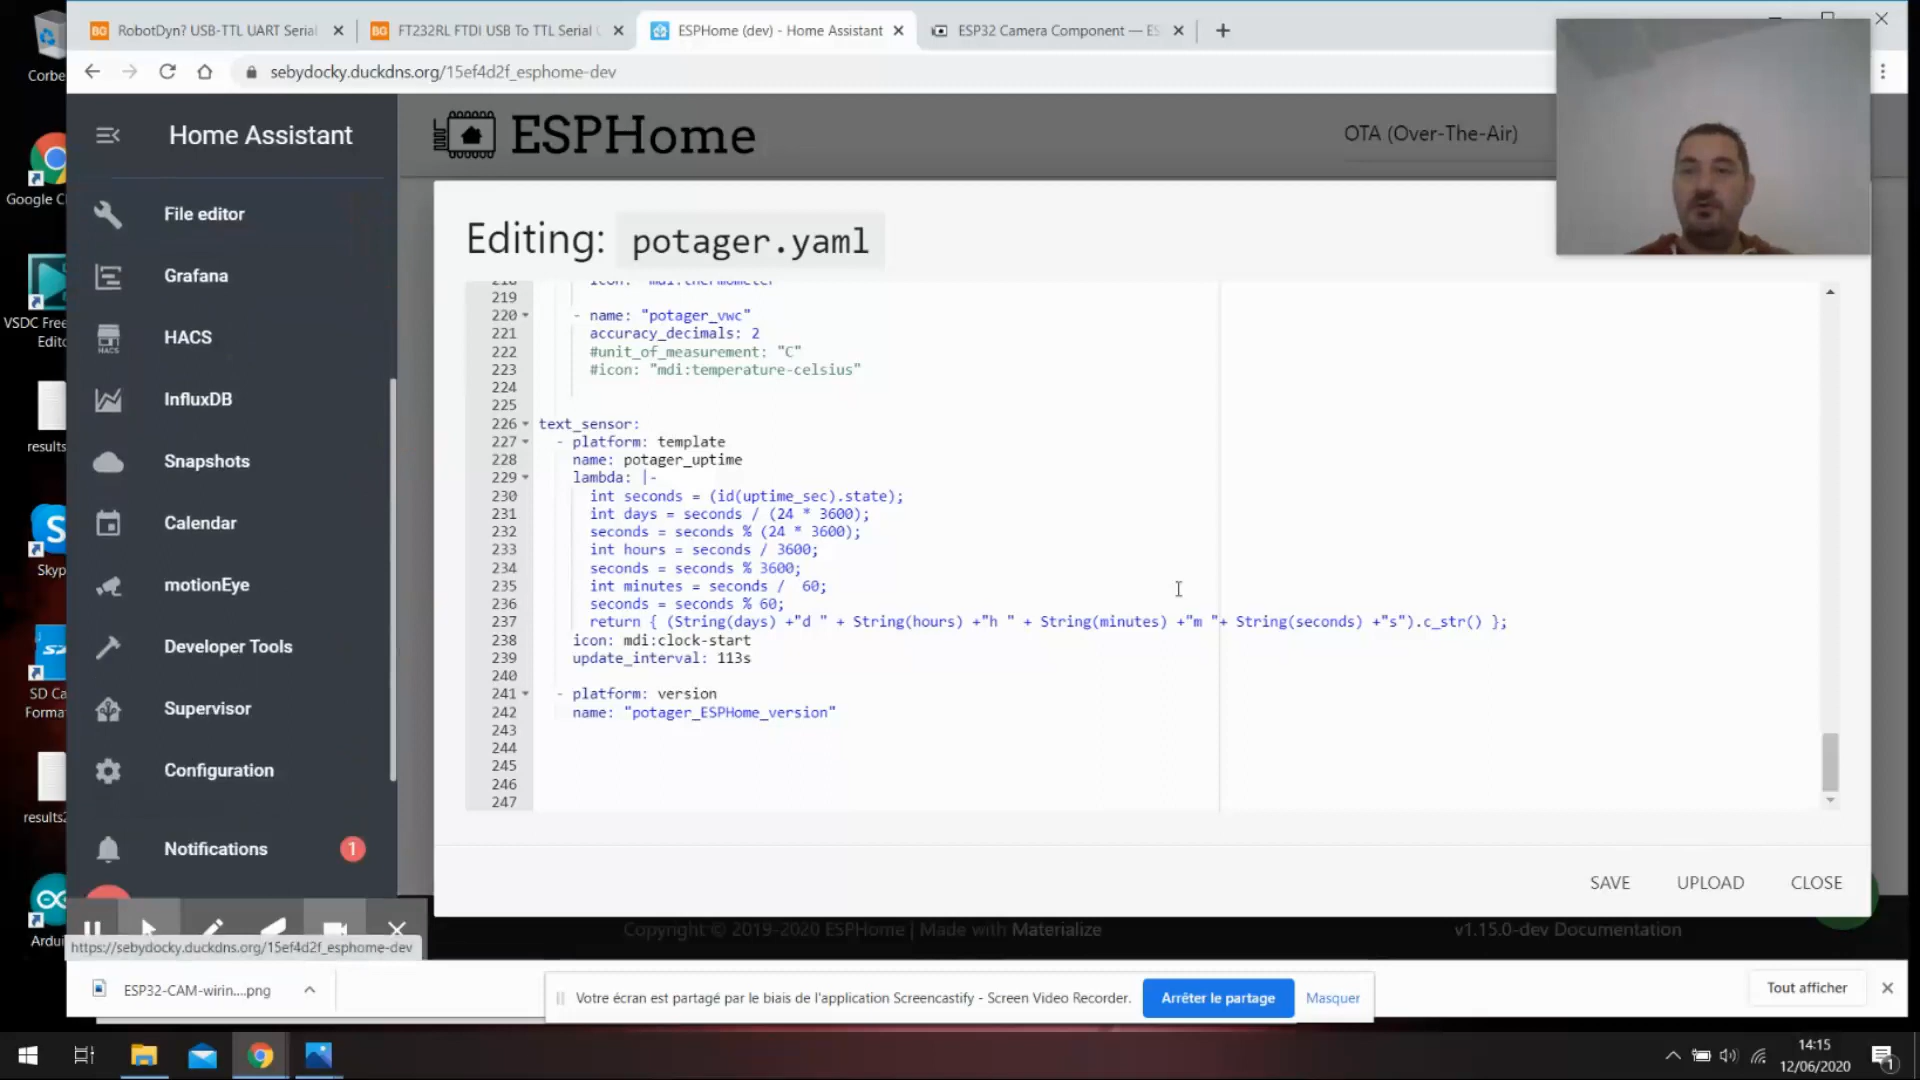 RobotDyn? USB-TTL UART Serial
FT232RL FTDI USB To TTL Serial C
ESPHome (dev) - Home Assistant
ESP32 Camera Component — ES
sebydocky.duckdns.org/15ef4d2f_esphome-dev
Corbe
Google C
VSDC Free
Edito
results
Skyp
SD Ca
Forma
results2
Ardui
Home Assistant
File editor
Grafana
HACS
InfluxDB
Snapshots
Calendar
motionEye
Developer Tools
Supervisor
Configuration
Notifications
1
ESPHome
OTA (Over-The-Air)
Editing: potager.yaml
218 icon: "mdi:thermometer"
219
220 - name: "potager_vwc"
221 accuracy_decimals: 2
222 #unit_of_measurement: "C"
223 #icon: "mdi:temperature-celsius"
224
225
226 text_sensor:
227 - platform: template
228 name: potager_uptime
229 lambda: |-
230 int seconds = (id(uptime_sec).state);
231 int days = seconds / (24 * 3600);
232 seconds = seconds % (24 * 3600);
233 int hours = seconds / 3600;
234 seconds = seconds % 3600;
235 int minutes = seconds /  60;
236 seconds = seconds % 60;
237 return { (String(days) +"d " + String(hours) +"h " + String(minutes) +"m "+ String(seconds) +"s").c_str() };
238 icon: mdi:clock-start
239 update_interval: 113s
240
241 - platform: version
242 name: "potager_ESPHome_version"
243
244
245
246
247
SAVE UPLOAD CLOSE
Copyright © 2019-2020 ESPHome | Made with Materialize
v1.15.0-dev Documentation
https://sebydocky.duckdns.org/15ef4d2f_esphome-dev
ESP32-CAM-wirin....png
Votre écran est partagé par le biais de l'application Screencastify - Screen Video Recorder.
Arrêter le partage
Masquer
Tout afficher
14:15
12/06/2020
1